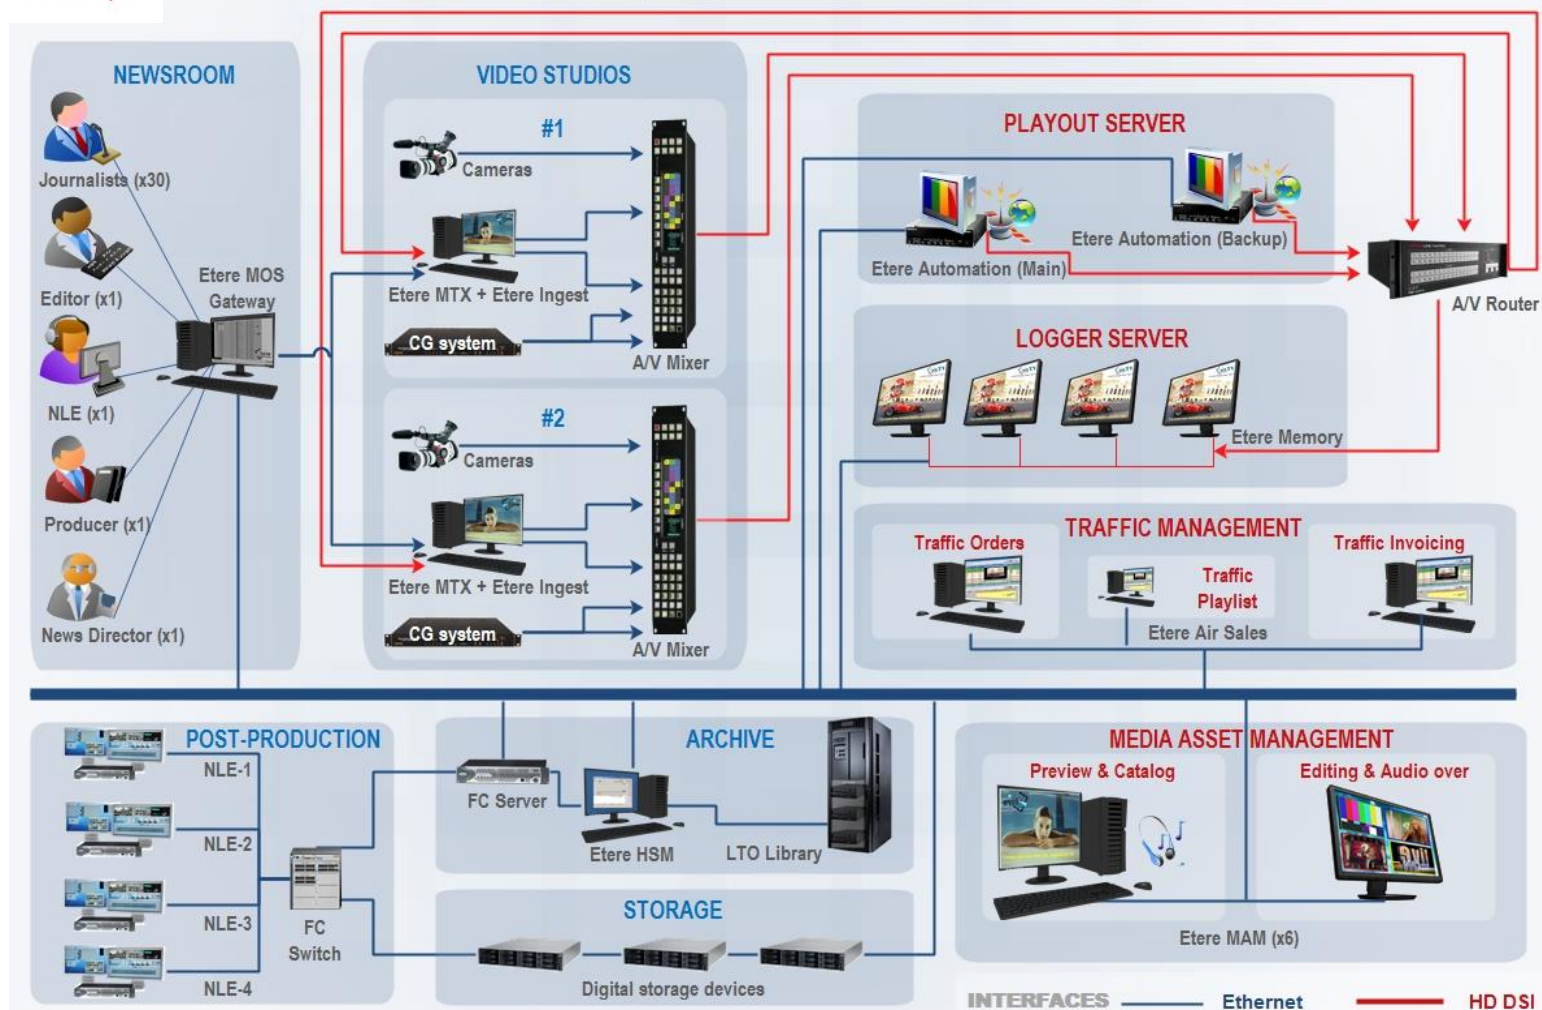 NEWSROOM
Journalists (x30)
Editor (x1)
Etere MOS
Gateway
NLE (x1)
Producer (x1)
News Director (x1)
VIDEO STUDIOS
#1
Cameras
Etere MTX + Etere Ingest
CG system
A/V Mixer
#2
Cameras
Etere MTX + Etere Ingest
CG system
A/V Mixer
PLAYOUT SERVER
Etere Automation (Backup)
Etere Automation (Main)
A/V Router
LOGGER SERVER
Etere Memory
TRAFFIC MANAGEMENT
Traffic Orders
Traffic
Playlist
Traffic Invoicing
Etere Air Sales
POST-PRODUCTION
NLE-1
NLE-2
NLE-3
NLE-4
FC
Switch
ARCHIVE
FC Server
Etere HSM
LTO Library
STORAGE
Digital storage devices
MEDIA ASSET MANAGEMENT
Preview & Catalog
Editing & Audio over
Etere MAM (x6)
INTERFACES
Ethernet
HD DSI